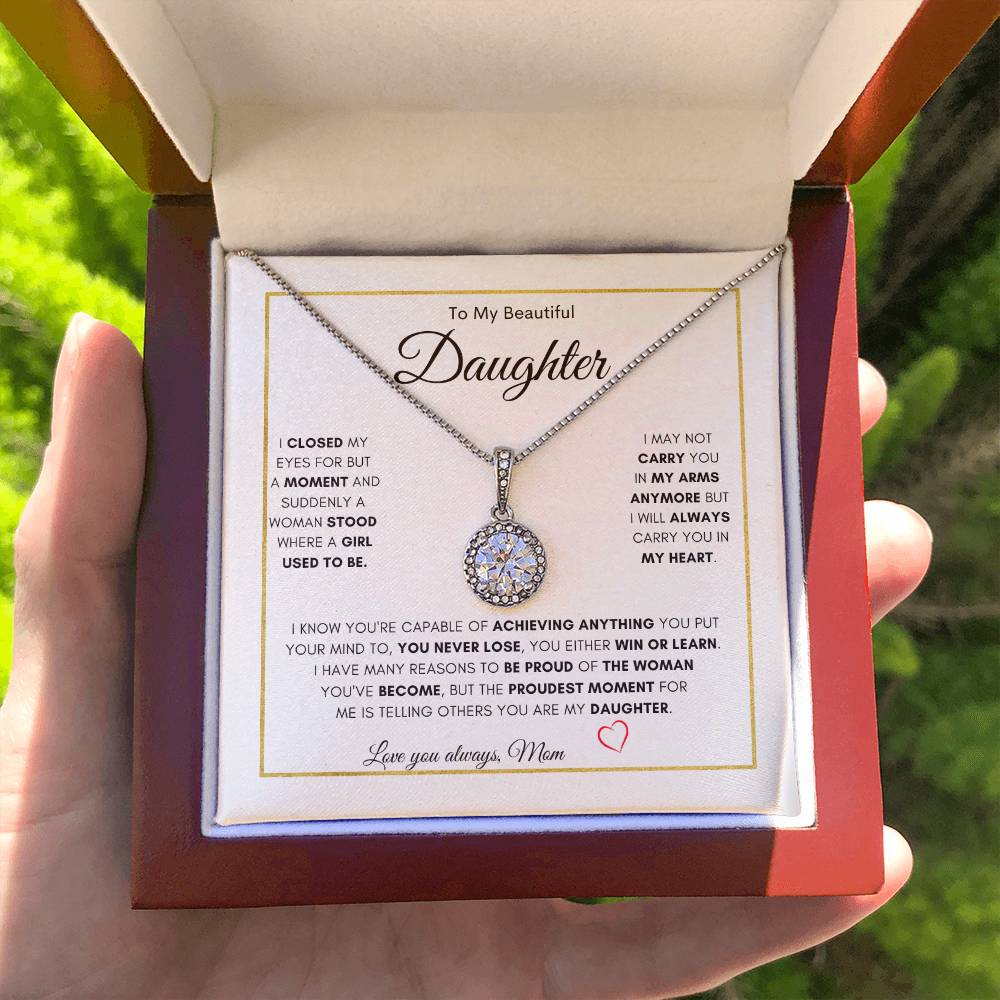 To My Beautiful
Daughter
I CLOSED MY
EYES FOR BUT
A MOMENT AND
SUDDENLY A
WOMAN STOOD
WHERE A GIRL
USED TO BE.
I MAY NOT
CARRY YOU
IN MY ARMS
ANYMORE BUT
I WILL ALWAYS
CARRY YOU IN
MY HEART.
I KNOW YOU'RE CAPABLE OF ACHIEVING ANYTHING YOU PUT
YOUR MIND TO, YOU NEVER LOSE, YOU EITHER WIN OR LEARN.
I HAVE MANY REASONS TO BE PROUD OF THE WOMAN
YOU'VE BECOME, BUT THE PROUDEST MOMENT FOR
ME IS TELLING OTHERS YOU ARE MY DAUGHTER.
Love you always, Mom